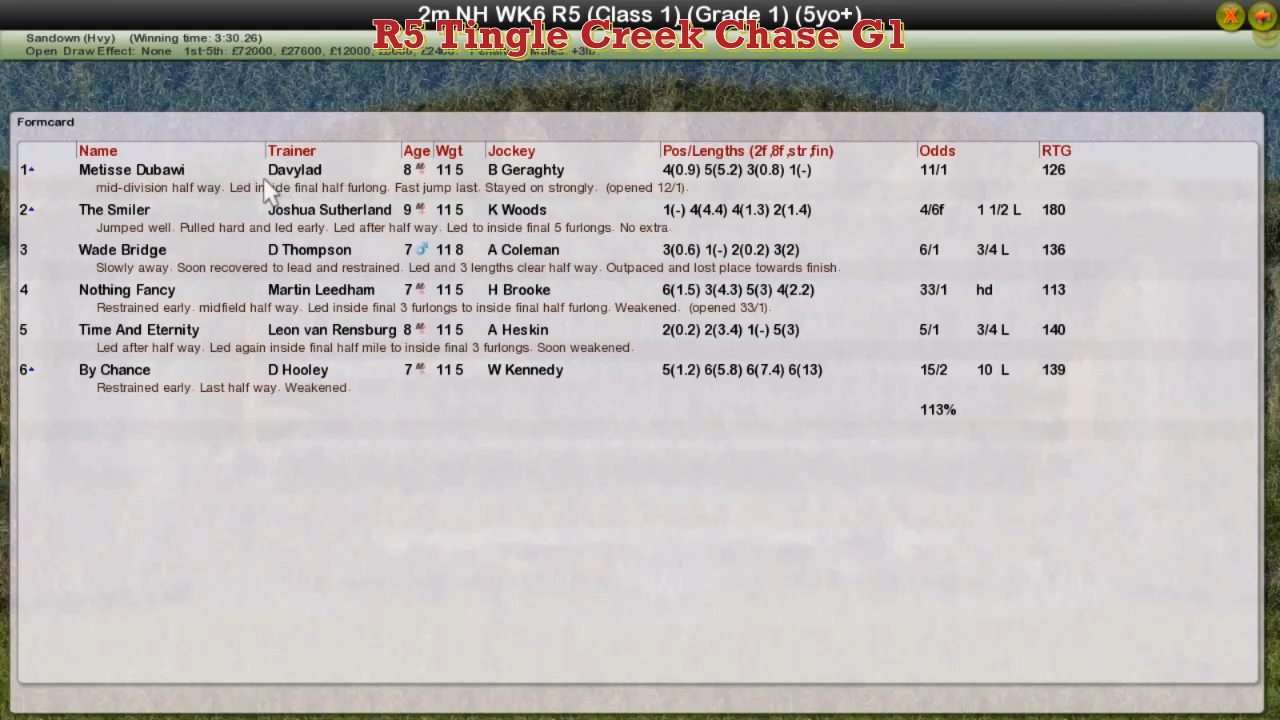 2m NH WK6 R5 (Class 1) (Grade 1) (5yo+)
R5 Tingle Creek Chase G1
Sandown (Hvy) (Winning time: 3:30.26)
Open Draw Effect: None 1st-5th: £72000, £27600, £12000,
Formcard
Name Trainer Age Wgt Jockey Pos/Lengths (2f,8f,str,fin) Odds RTG
1 Metisse Dubawi Davylad 8 11 5 B Geraghty 4(0.9) 5(5.2) 3(0.8) 1(-) 11/1 126
mid-division half way. Led inside final half furlong. Fast jump last. Stayed on strongly. (opened 12/1).
2 The Smiler Joshua Sutherland 9 11 5 K Woods 1(-) 4(4.4) 4(1.3) 2(1.4) 4/6f 1 1/2 L 180
Jumped well. Pulled hard and led early. Led after half way. Led to inside final 5 furlongs. No extra.
3 Wade Bridge D Thompson 7 11 8 A Coleman 3(0.6) 1(-) 2(0.2) 3(2) 6/1 3/4 L 136
Slowly away. Soon recovered to lead and restrained. Led and 3 lengths clear half way. Outpaced and lost place towards finish.
4 Nothing Fancy Martin Leedham 7 11 5 H Brooke 6(1.5) 3(4.3) 5(3) 4(2.2) 33/1 hd 113
Restrained early. midfield half way. Led inside final 3 furlongs to inside final half furlong. Weakened. (opened 33/1).
5 Time And Eternity Leon van Rensburg 8 11 5 A Heskin 2(0.2) 2(3.4) 1(-) 5(3) 5/1 3/4 L 140
Led after half way. Led again inside final half mile to inside final 3 furlongs. Soon weakened.
6 By Chance D Hooley 7 11 5 W Kennedy 5(1.2) 6(5.8) 6(7.4) 6(13) 15/2 10 L 139
Restrained early. Last half way. Weakened.
113%